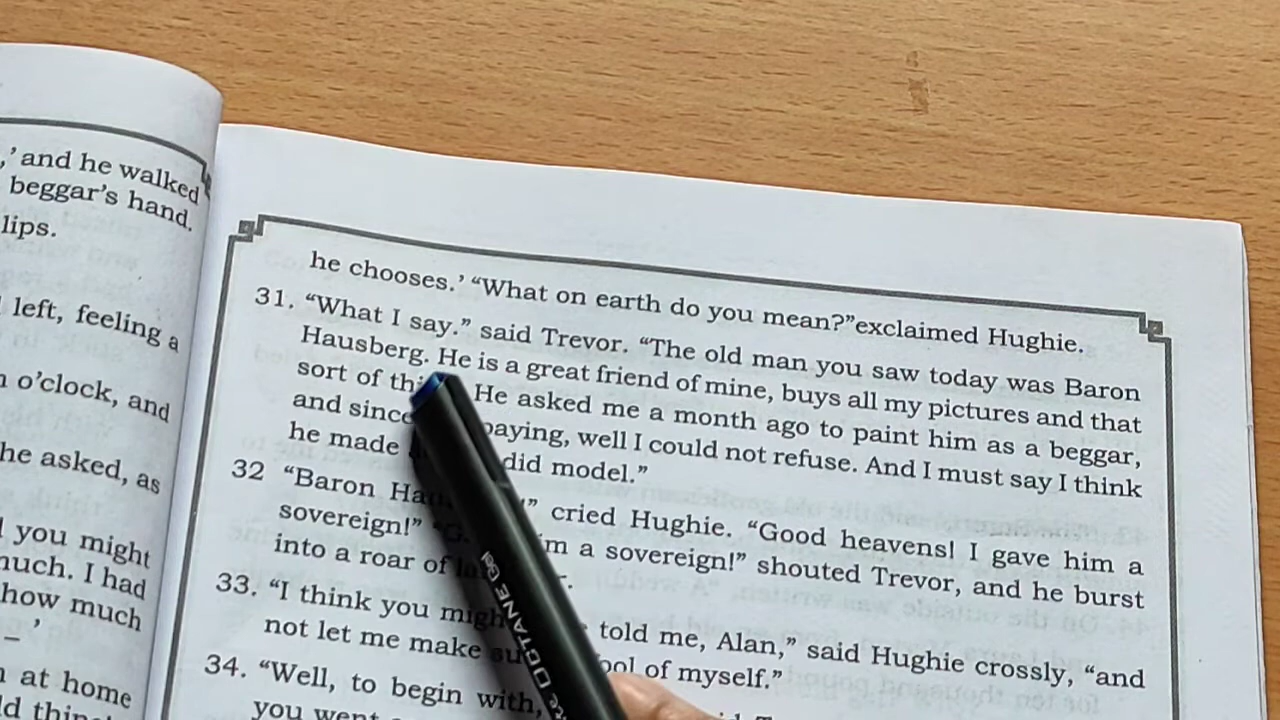 ,’ and he walked
beggar’s hand.
lips.
left, feeling a
o’clock, and
he asked, as
you might
much. I had
how much
_ ’
at home
he chooses.’ “What on earth do you mean?”exclaimed Hughie.
31. “What I say.” said Trevor. “The old man you saw today was Baron
Hausberg. He is a great friend of mine, buys all my pictures and that
sort of He asked me a month ago to paint him as a beggar,
and since paying, well I could not refuse. And I must say I think
he made did model.”
32 “Baron ” cried Hughie. “Good heavens! I gave him a
sovereign!” a sovereign!” shouted Trevor, and he burst
into a roar of
33. “I think you told me, Alan,” said Hughie crossly, “and
not let me make of myself.”
34. “Well, to begin with,
you went
OCTANE Gel